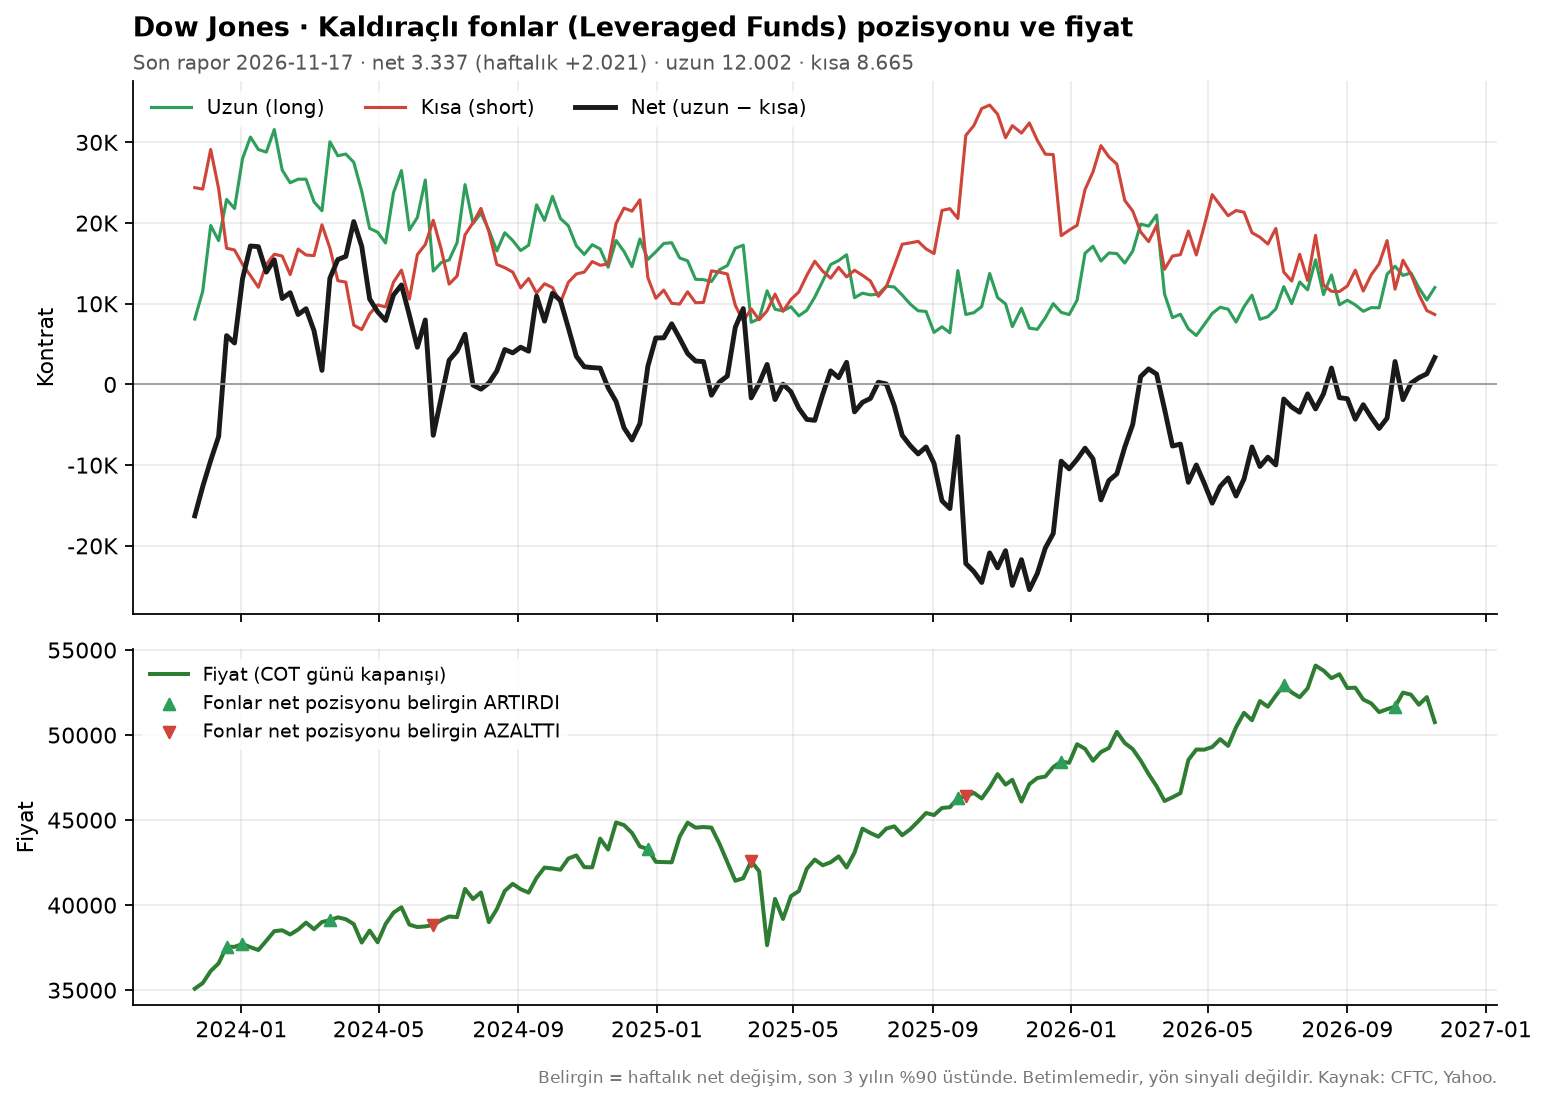 Dow Jones · Kaldıraçlı fonlar (Leveraged Funds) pozisyonu ve fiyat
Son rapor 2026-11-17 · net 3.337 (haftalık +2.021) · uzun 12.002 · kısa 8.665
Uzun (long)
Kısa (short)
Net (uzun − kısa)
30K
20K
10K
0
-10K
-20K
Kontrat
55000
50000
45000
40000
35000
Fiyat
Fiyat (COT günü kapanışı)
Fonlar net pozisyonu belirgin ARTIRDI
Fonlar net pozisyonu belirgin AZALTTI
2024-01
2024-05
2024-09
2025-01
2025-05
2025-09
2026-01
2026-05
2026-09
2027-01
Belirgin = haftalık net değişim, son 3 yılın %90 üstünde. Betimlemedir, yön sinyali değildir. Kaynak: CFTC, Yahoo.